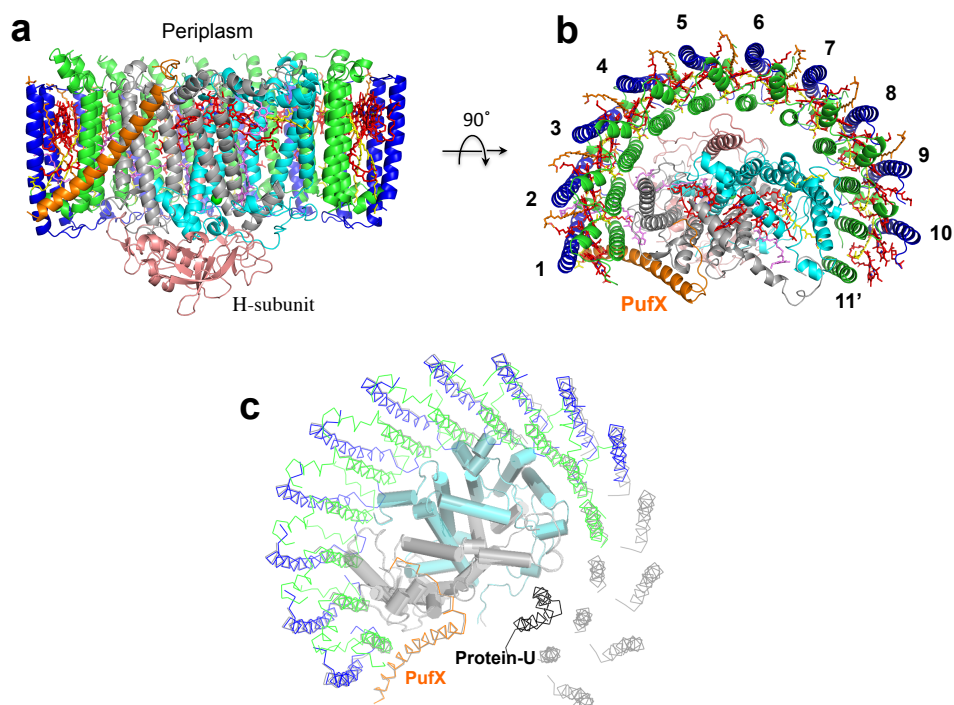 a
Periplasm
H-subunit
90˚
b
1
2
3
4
5
6
7
8
9
10
11’
PufX
c
Protein-U
PufX